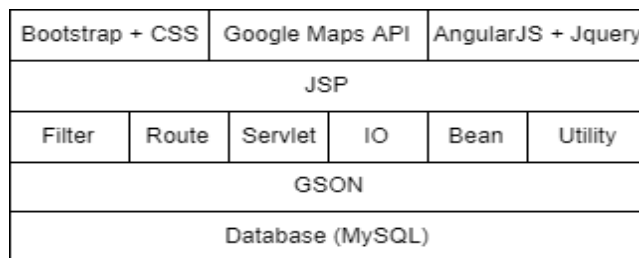 Bootstrap + CSS Google Maps API AngularJS + Jquery
JSP
Filter Route Servlet IO Bean Utility
GSON
Database (MySQL)